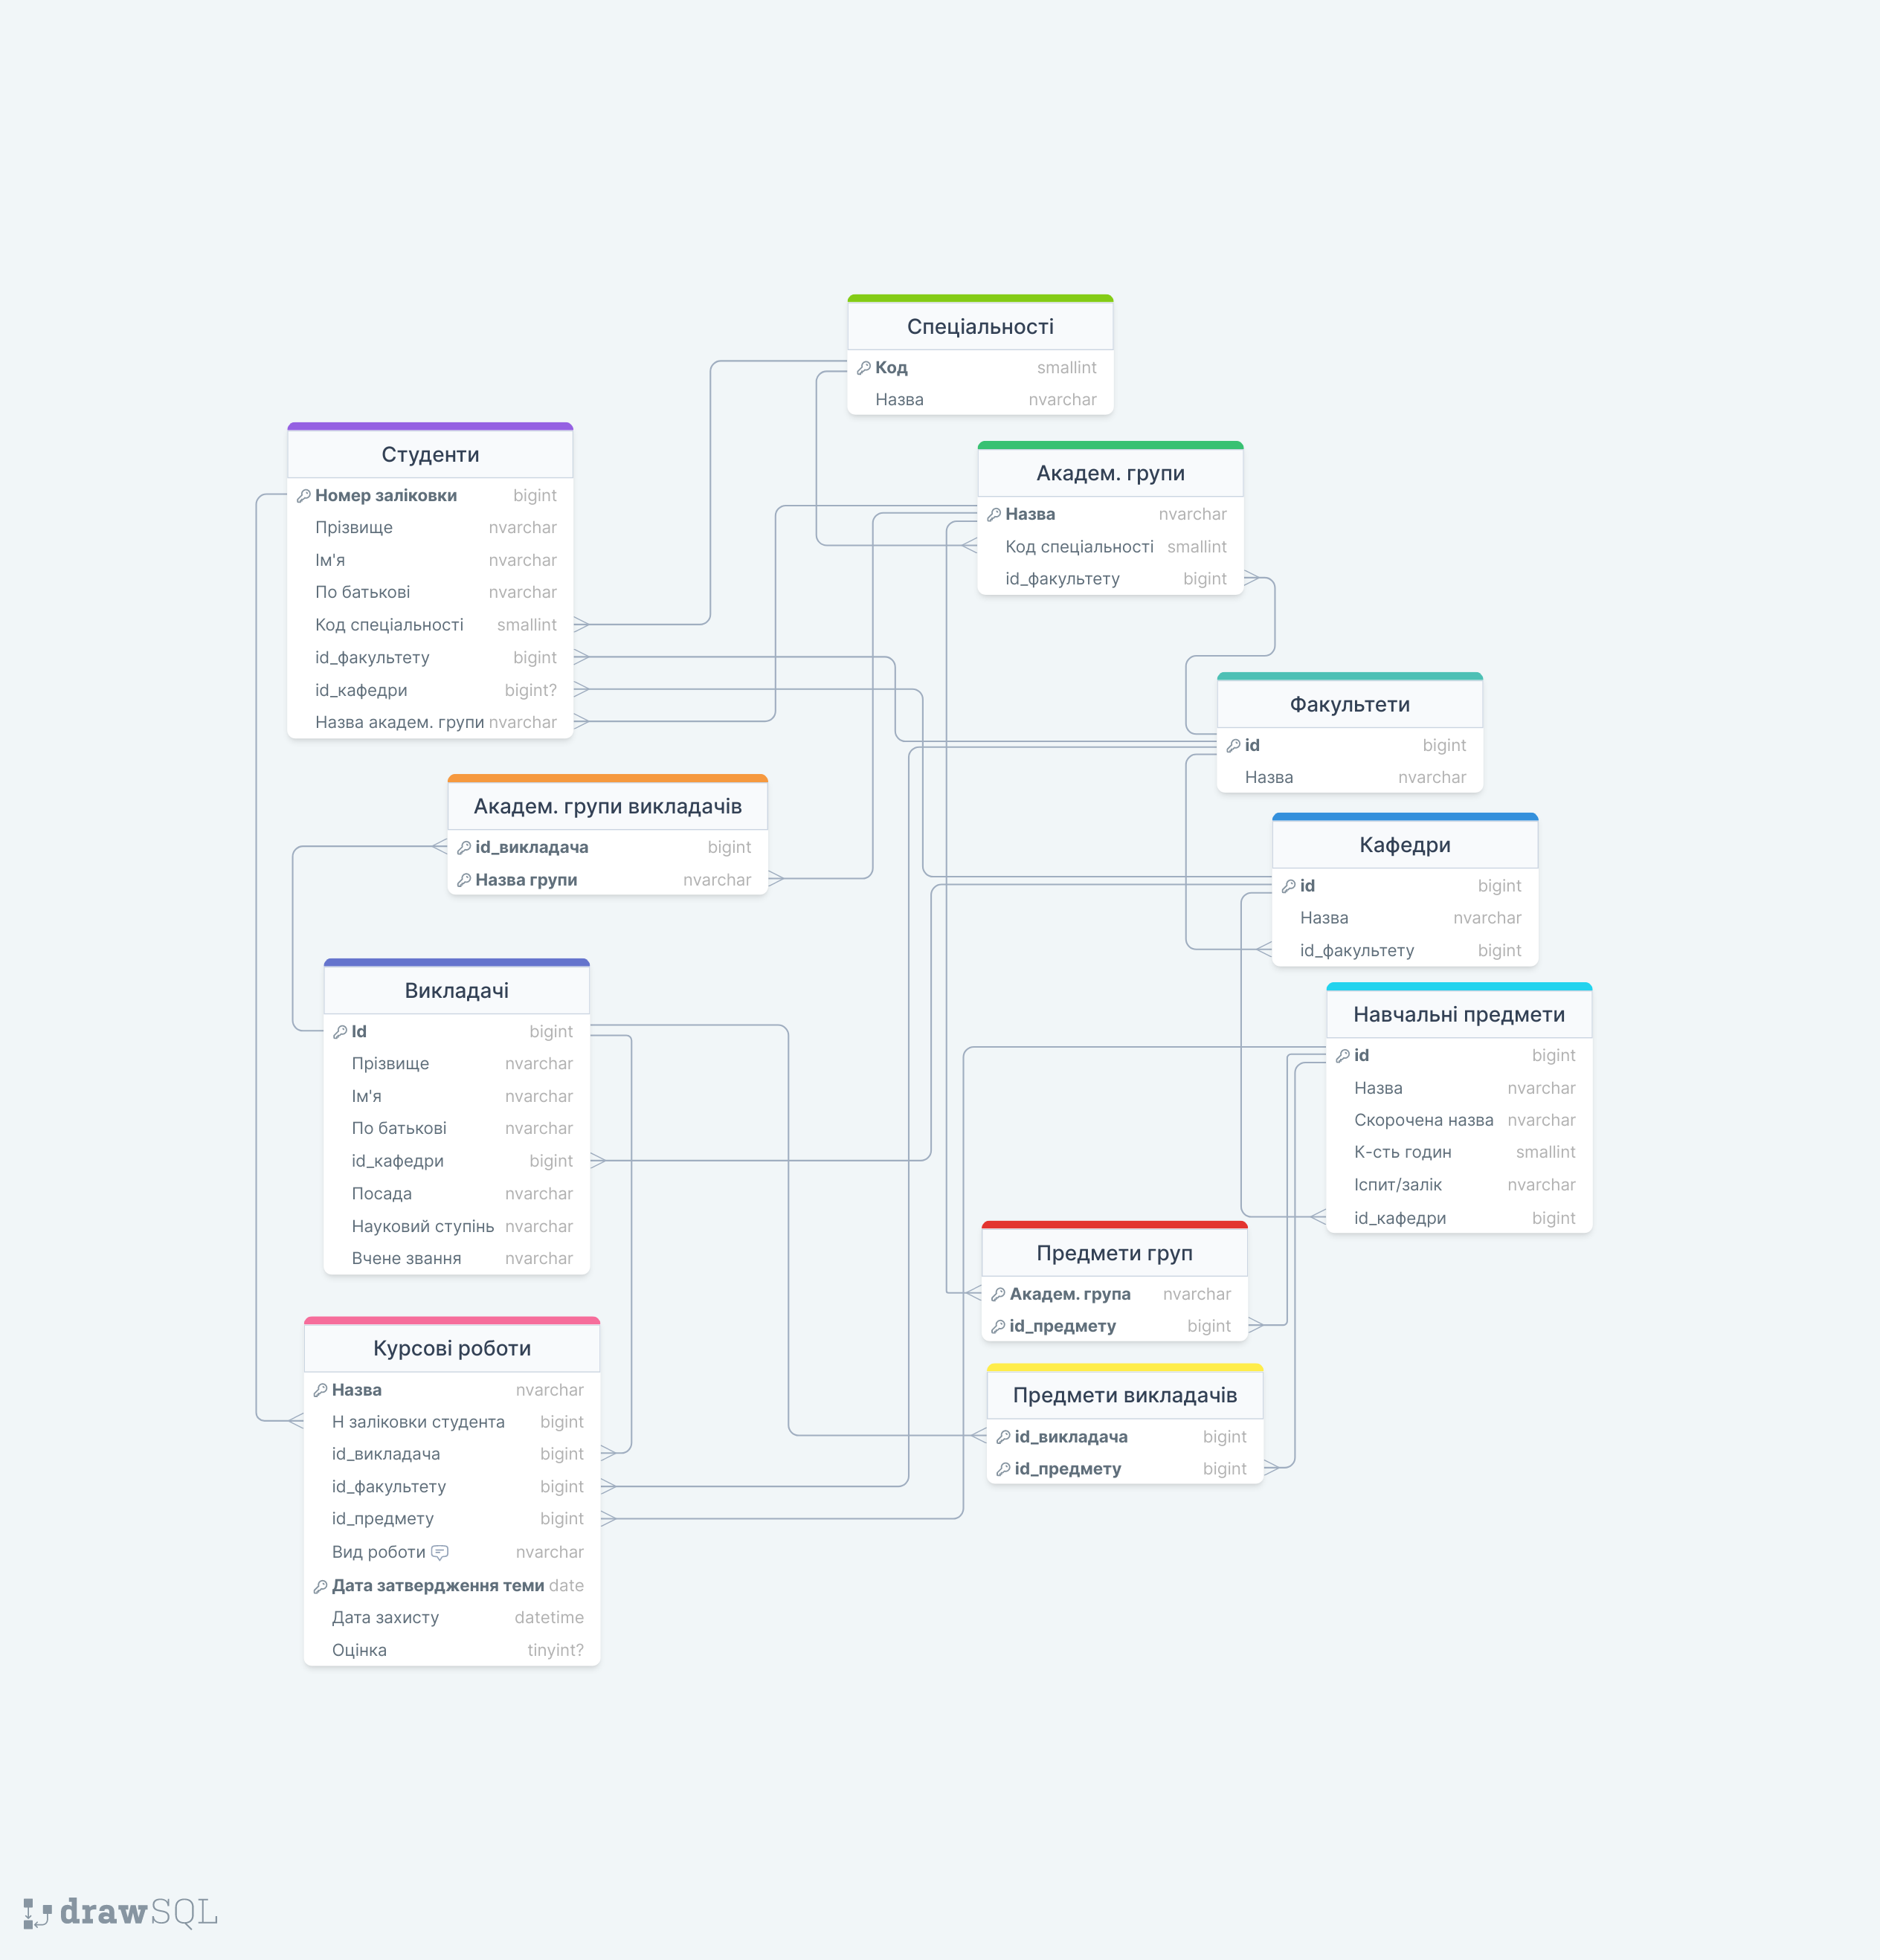 Спеціальності
Код smallint
Назва nvarchar
Студенти
Номер заліковки bigint
Прізвище nvarchar
Ім'я nvarchar
По батькові nvarchar
Код спеціальності smallint
id_факультету bigint
id_кафедри bigint?
Назва академ. групи nvarchar
Академ. групи
Назва nvarchar
Код спеціальності smallint
id_факультету bigint
Факультети
id bigint
Назва nvarchar
Академ. групи викладачів
id_викладача bigint
Назва групи nvarchar
Кафедри
id bigint
Назва nvarchar
id_факультету bigint
Викладачі
Id bigint
Прізвище nvarchar
Ім'я nvarchar
По батькові nvarchar
id_кафедри bigint
Посада nvarchar
Науковий ступінь nvarchar
Вчене звання nvarchar
Навчальні предмети
id bigint
Назва nvarchar
Скорочена назва nvarchar
К-сть годин smallint
Іспит/залік nvarchar
id_кафедри bigint
Предмети груп
Академ. група nvarchar
id_предмету bigint
Курсові роботи
Назва nvarchar
Н заліковки студента bigint
id_викладача bigint
id_факультету bigint
id_предмету bigint
Вид роботи nvarchar
Дата затвердження теми date
Дата захисту datetime
Оцінка tinyint?
Предмети викладачів
id_викладача bigint
id_предмету bigint
drawSQL